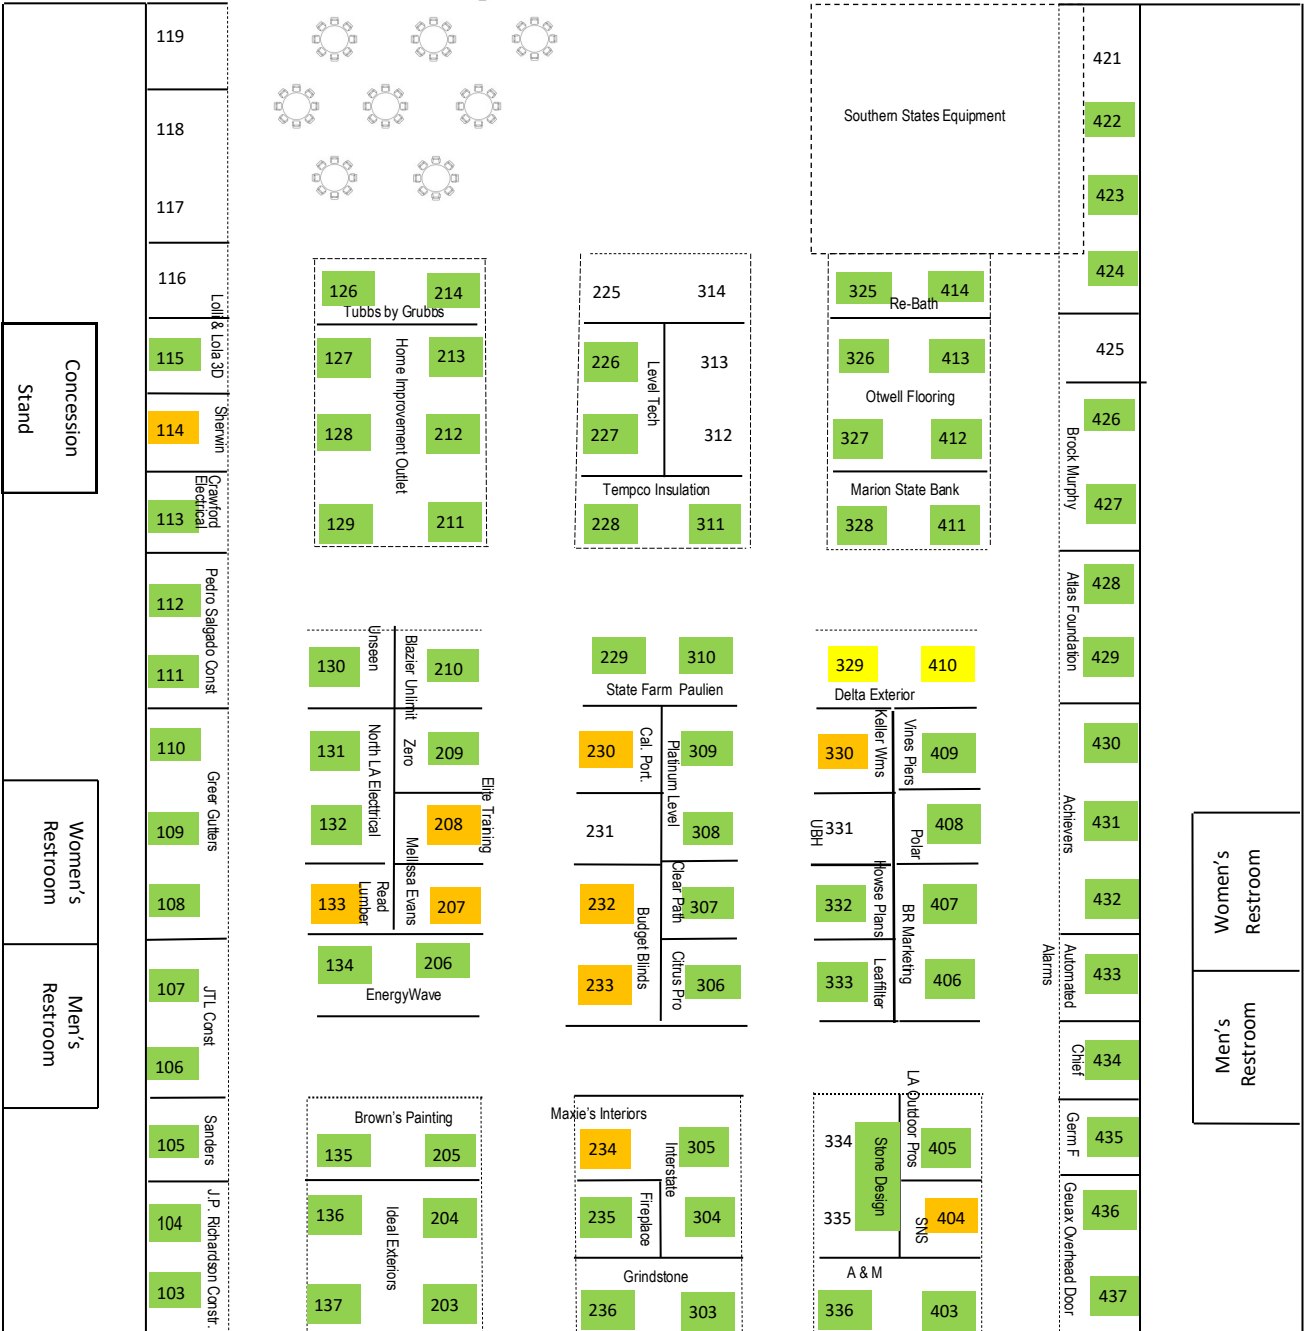 119
118
117
116
Lolli & Lola 3D
115
Sherwin
114
Crawford
Electrical
113
Pedro Salgado Const
112
111
110
Greer Gutters
109
108
107
JTL Const
106
Sanders
105
J.P. Richardson Constr.
104
103
Concession
Stand
Women's
Restroom
Men's
Restroom
126
214
Tubbs by Grubbs
127
213
Home Improvement Outlet
128
212
129
211
Unseen
Blazier Unlimit
130
210
131
North LA Electrical
Zero
209
132
Elite Training
208
133
Read
Lumber
Melissa Evans
207
134
206
EnergyWave
Brown's Painting
135
205
136
204
Ideal Exteriors
137
203
225
314
226
Level Tech
313
227
312
Tempco Insulation
228
311
229
310
State Farm Paulien
230
Cal. Port.
Platinum Level
309
231
308
232
Budget Blinds
Clear Path
307
233
Citrus Pro
306
Maxie's Interiors
234
Interstate
305
235
Fireplace
304
Grindstone
236
303
Southern States Equipment
325
414
Re-Bath
326
413
Otwell Flooring
327
412
Marion State Bank
328
411
329
410
Delta Exterior
330
Keller Wms
Vines Piers
409
UBH
331
Polar
408
332
Howse Plans
BR Marketing
407
333
Leaffilter
406
334
Stone Design
LA Outdoor Pros
405
335
SNS
404
A & M
336
403
421
422
423
424
425
426
Brock Murphy
427
428
Atlas Foundation
429
430
Achievers
431
432
Automated
Alarms
433
Chief
434
Germ F
435
Geuax Overhead Door
436
437
Women's
Restroom
Men's
Restroom